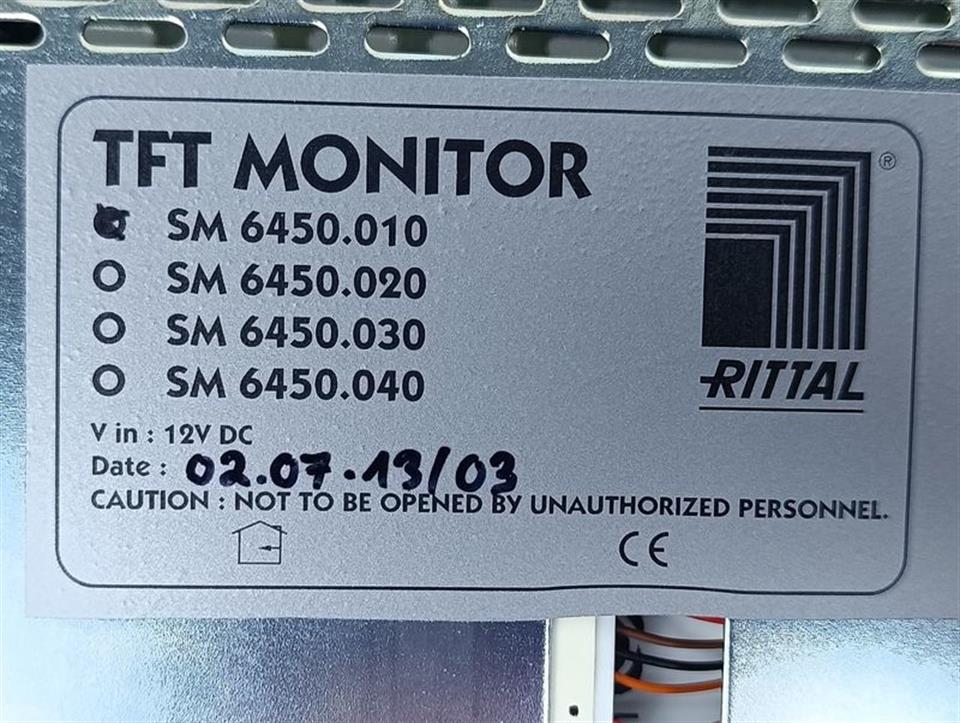 TFT MONITOR
SM 6450.010
SM 6450.020
SM 6450.030
SM 6450.040
V in : 12V DC
Date : 02.07.13/03
CAUTION : NOT TO BE OPENED BY UNAUTHORIZED PERSONNEL.
CE
®
RITTAL